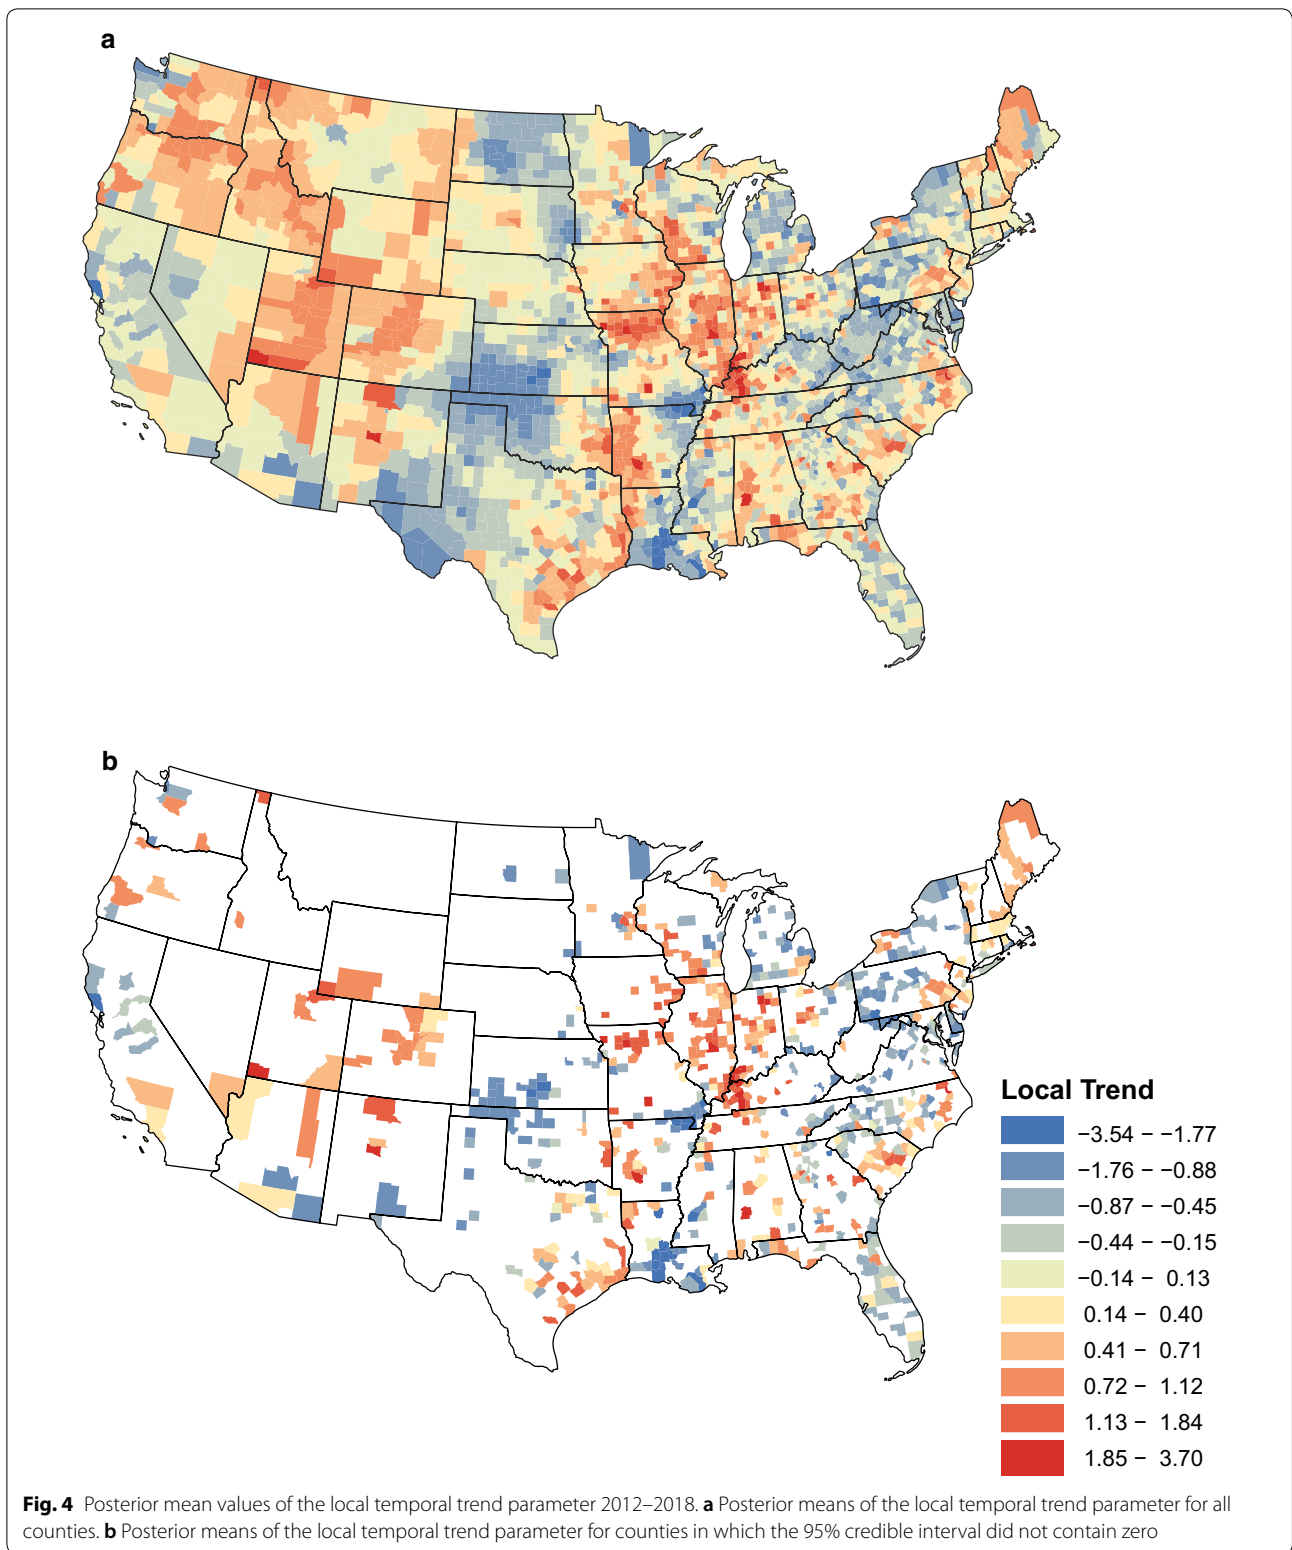 a
b
Local Trend
−3.54 − −1.77
−1.76 − −0.88
−0.87 − −0.45
−0.44 − −0.15
−0.14 − 0.13
0.14 − 0.40
0.41 − 0.71
0.72 − 1.12
1.13 − 1.84
1.85 − 3.70
Fig. 4 Posterior mean values of the local temporal trend parameter 2012–2018. a Posterior means of the local temporal trend parameter for all
counties. b Posterior means of the local temporal trend parameter for counties in which the 95% credible interval did not contain zero